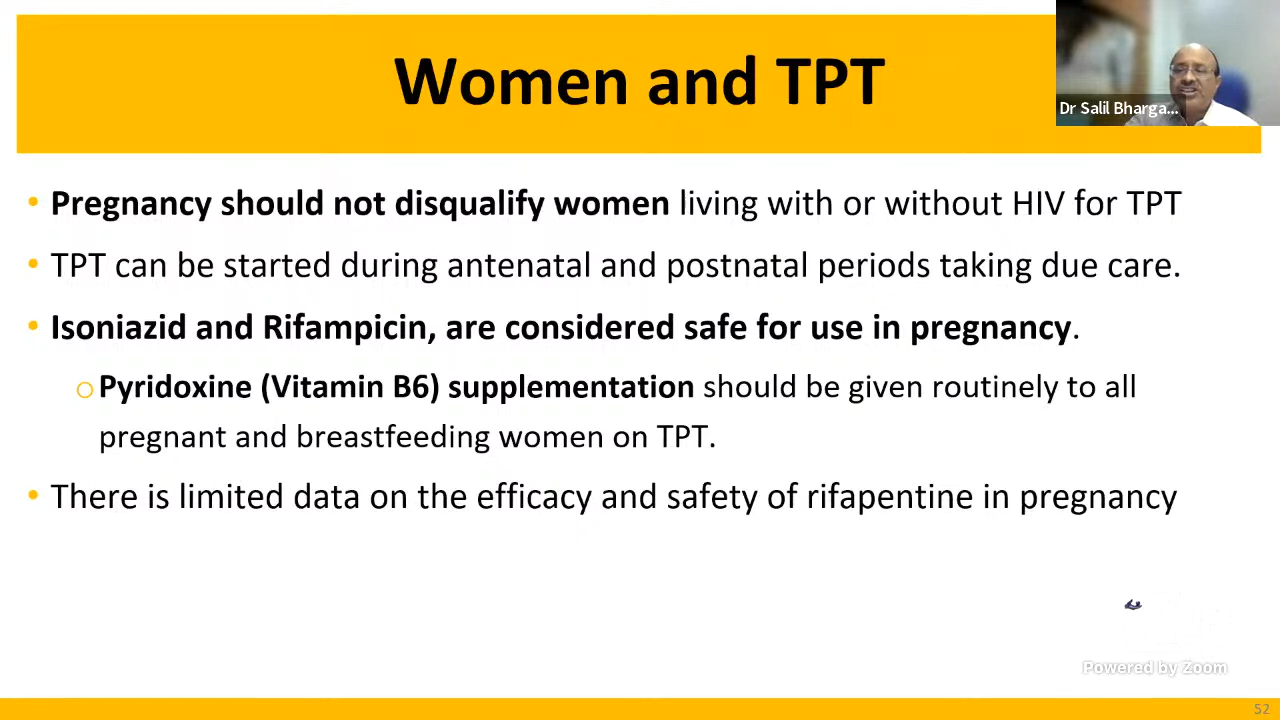 Women and TPT
Dr Salil Bharga...
• Pregnancy should not disqualify women living with or without HIV for TPT
• TPT can be started during antenatal and postnatal periods taking due care.
• Isoniazid and Rifampicin, are considered safe for use in pregnancy.
o Pyridoxine (Vitamin B6) supplementation should be given routinely to all
pregnant and breastfeeding women on TPT.
• There is limited data on the efficacy and safety of rifapentine in pregnancy
Powered by Zoom
52